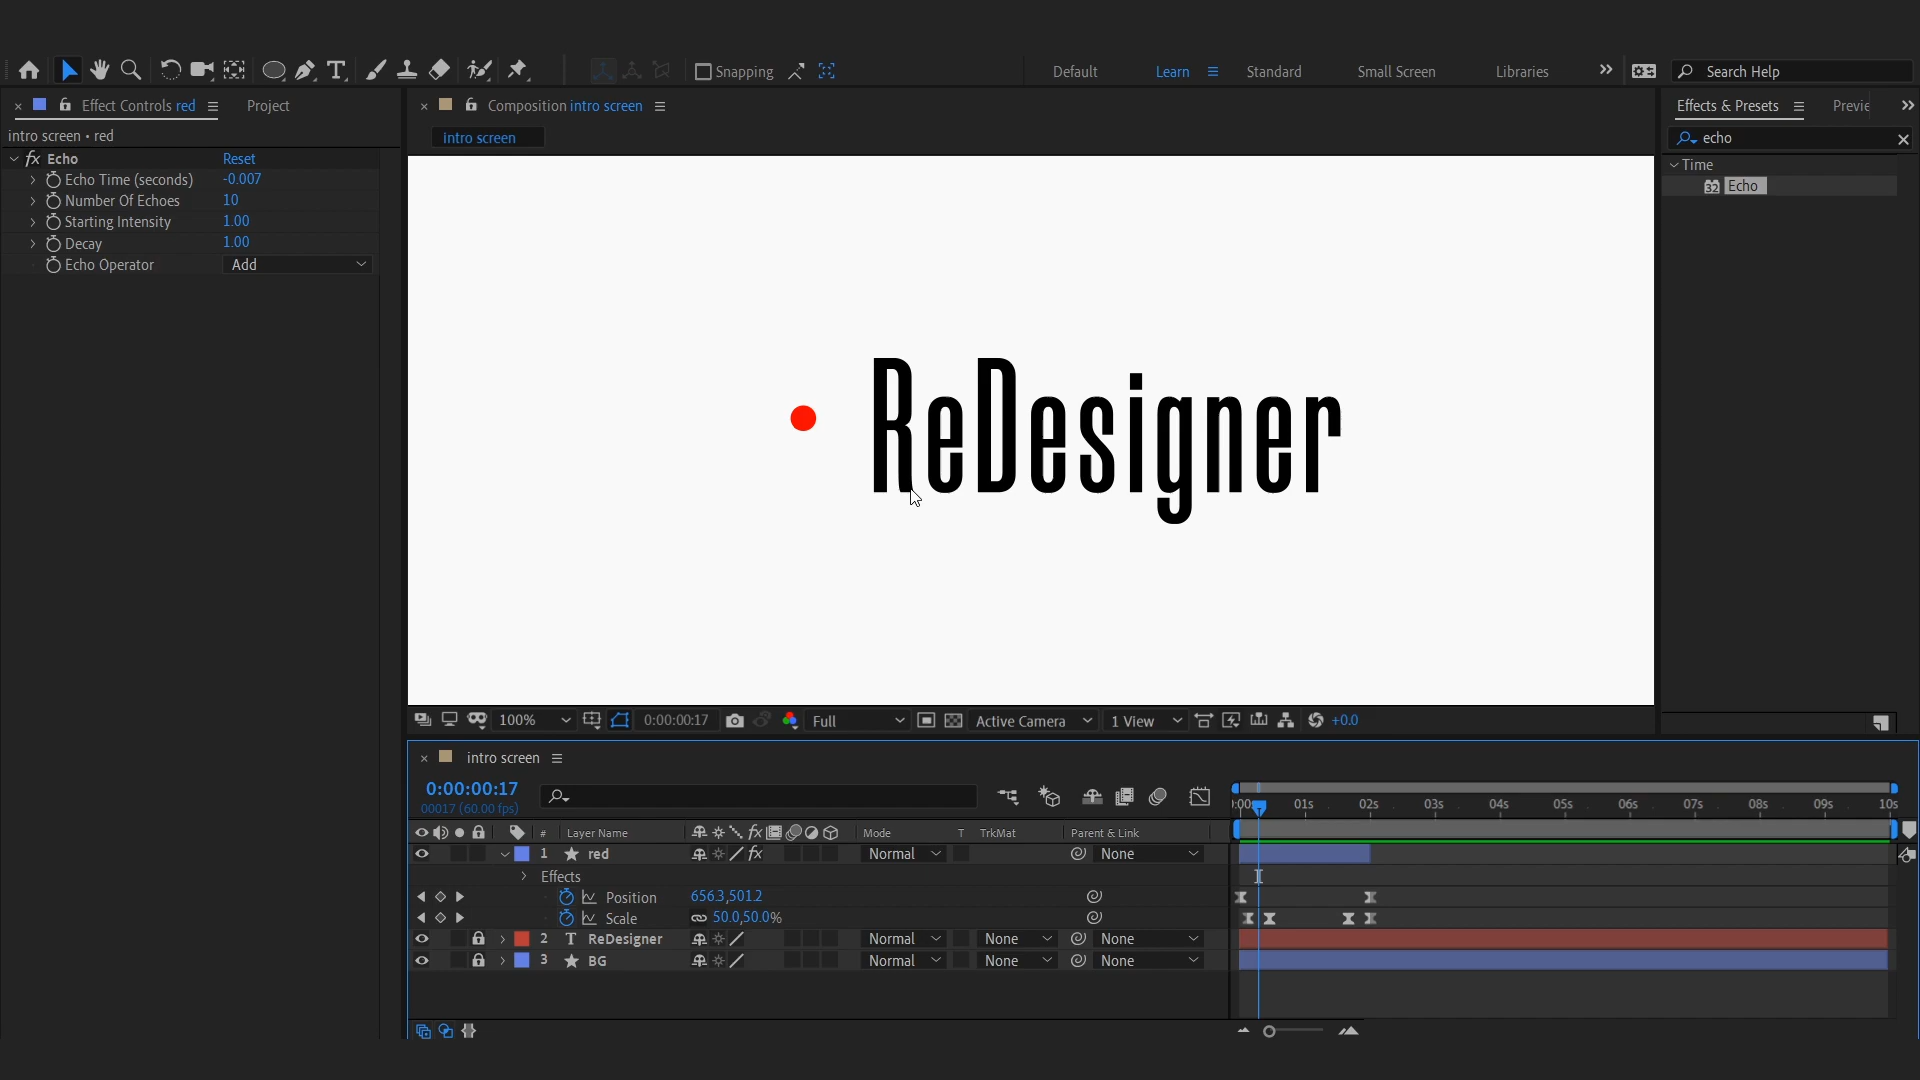 Snapping
Default
Learn
Standard
Small Screen
Libraries
Search Help
Effect Controls red
Project
Composition intro screen
Effects & Presets
Previe
intro screen • red
intro screen
echo
fx Echo
Reset
Time
Echo Time (seconds)
-0.007
32 Echo
Number Of Echoes
10
Starting Intensity
1.00
Decay
1.00
Echo Operator
Add
ReDesigner
100%
0:00:00:17
Full
Active Camera
1 View
+0.0
intro screen
0:00:00:17
00017 (60.00 fps)
:00s 01s 02s 03s 04s 05s 06s 07s 08s 09s 10s
# Layer Name fx Mode T TrkMat Parent & Link
1 red fx Normal None
Effects
Position 656.3,501.2
Scale 50.0,50.0%
2 T ReDesigner Normal None None
3 BG Normal None None